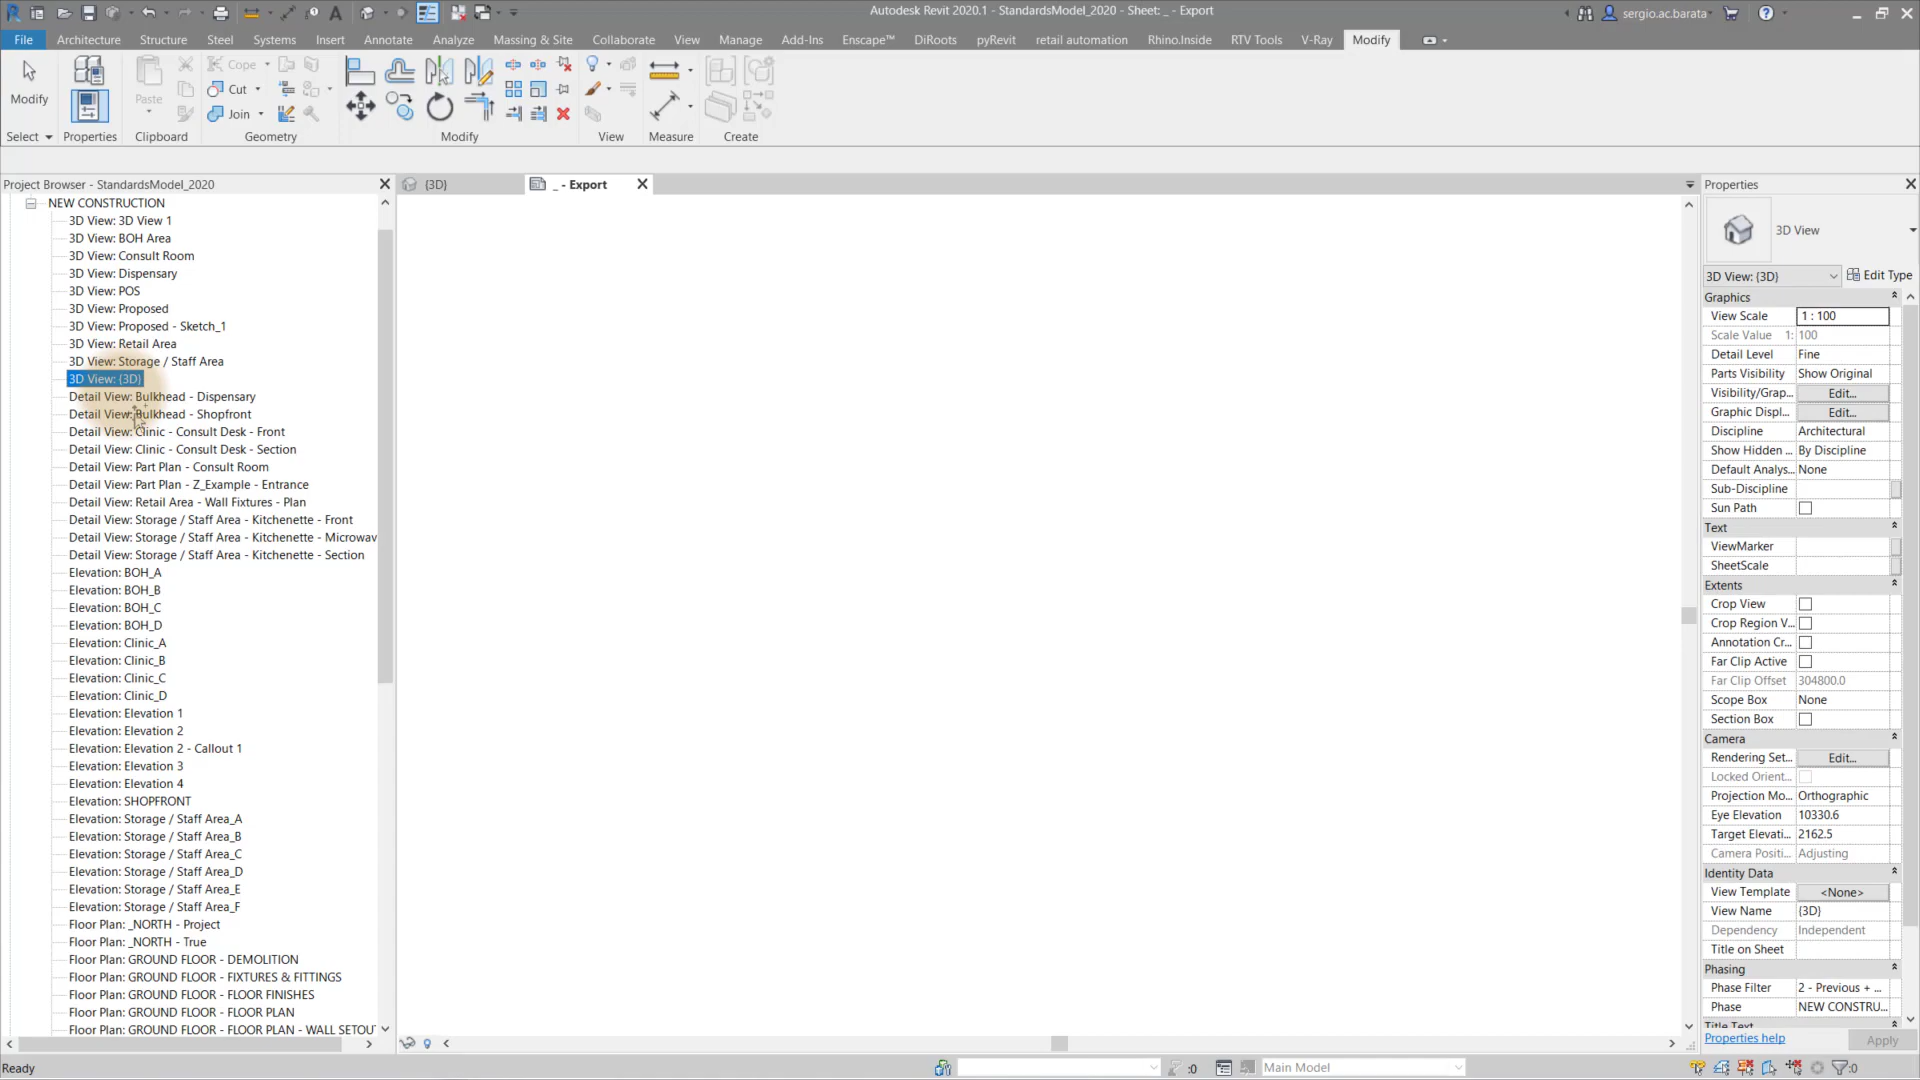 Autodesk Revit 2020.1 - StandardsModel_2020 - Sheet: _ - Export
sergio.ac.barata
File Architecture Structure Steel Systems Insert Annotate Analyze Massing & Site Collaborate View Manage Add-Ins Enscape™ DiRoots pyRevit retail automation Rhino.Inside RTV Tools V-Ray Modify
Cope
Cut
Join
Modify
Paste
Select Properties Clipboard Geometry Modify View Measure Create
Project Browser - StandardsModel_2020
{3D}
_ - Export
NEW CONSTRUCTION
3D View: 3D View 1
3D View: BOH Area
3D View: Consult Room
3D View: Dispensary
3D View: POS
3D View: Proposed
3D View: Proposed - Sketch_1
3D View: Retail Area
3D View: Storage / Staff Area
3D View: {3D}
Detail View: Bulkhead - Dispensary
Detail View: Bulkhead - Shopfront
Detail View: Clinic - Consult Desk - Front
Detail View: Clinic - Consult Desk - Section
Detail View: Part Plan - Consult Room
Detail View: Part Plan - Z_Example - Entrance
Detail View: Retail Area - Wall Fixtures - Plan
Detail View: Storage / Staff Area - Kitchenette - Front
Detail View: Storage / Staff Area - Kitchenette - Microwav
Detail View: Storage / Staff Area - Kitchenette - Section
Elevation: BOH_A
Elevation: BOH_B
Elevation: BOH_C
Elevation: BOH_D
Elevation: Clinic_A
Elevation: Clinic_B
Elevation: Clinic_C
Elevation: Clinic_D
Elevation: Elevation 1
Elevation: Elevation 2
Elevation: Elevation 2 - Callout 1
Elevation: Elevation 3
Elevation: Elevation 4
Elevation: SHOPFRONT
Elevation: Storage / Staff Area_A
Elevation: Storage / Staff Area_B
Elevation: Storage / Staff Area_C
Elevation: Storage / Staff Area_D
Elevation: Storage / Staff Area_E
Elevation: Storage / Staff Area_F
Floor Plan: _NORTH - Project
Floor Plan: _NORTH - True
Floor Plan: GROUND FLOOR - DEMOLITION
Floor Plan: GROUND FLOOR - FIXTURES & FITTINGS
Floor Plan: GROUND FLOOR - FLOOR FINISHES
Floor Plan: GROUND FLOOR - FLOOR PLAN
Floor Plan: GROUND FLOOR - FLOOR PLAN - WALL SETOU
Properties
3D View
3D View: {3D} Edit Type
Graphics
View Scale 1 : 100
Scale Value 1: 100
Detail Level Fine
Parts Visibility Show Original
Visibility/Grap... Edit...
Graphic Displ... Edit...
Discipline Architectural
Show Hidden ... By Discipline
Default Analys... None
Sub-Discipline
Sun Path
Text
ViewMarker
SheetScale
Extents
Crop View
Crop Region V...
Annotation Cr...
Far Clip Active
Far Clip Offset 304800.0
Scope Box None
Section Box
Camera
Rendering Set... Edit...
Locked Orient...
Projection Mo... Orthographic
Eye Elevation 10330.6
Target Elevati... 2162.5
Camera Positi... Adjusting
Identity Data
View Template <None>
View Name {3D}
Dependency Independent
Title on Sheet
Phasing
Phase Filter 2 - Previous + ...
Phase NEW CONSTRU...
Title Text
Properties help Apply
Ready
:0
Main Model
:0